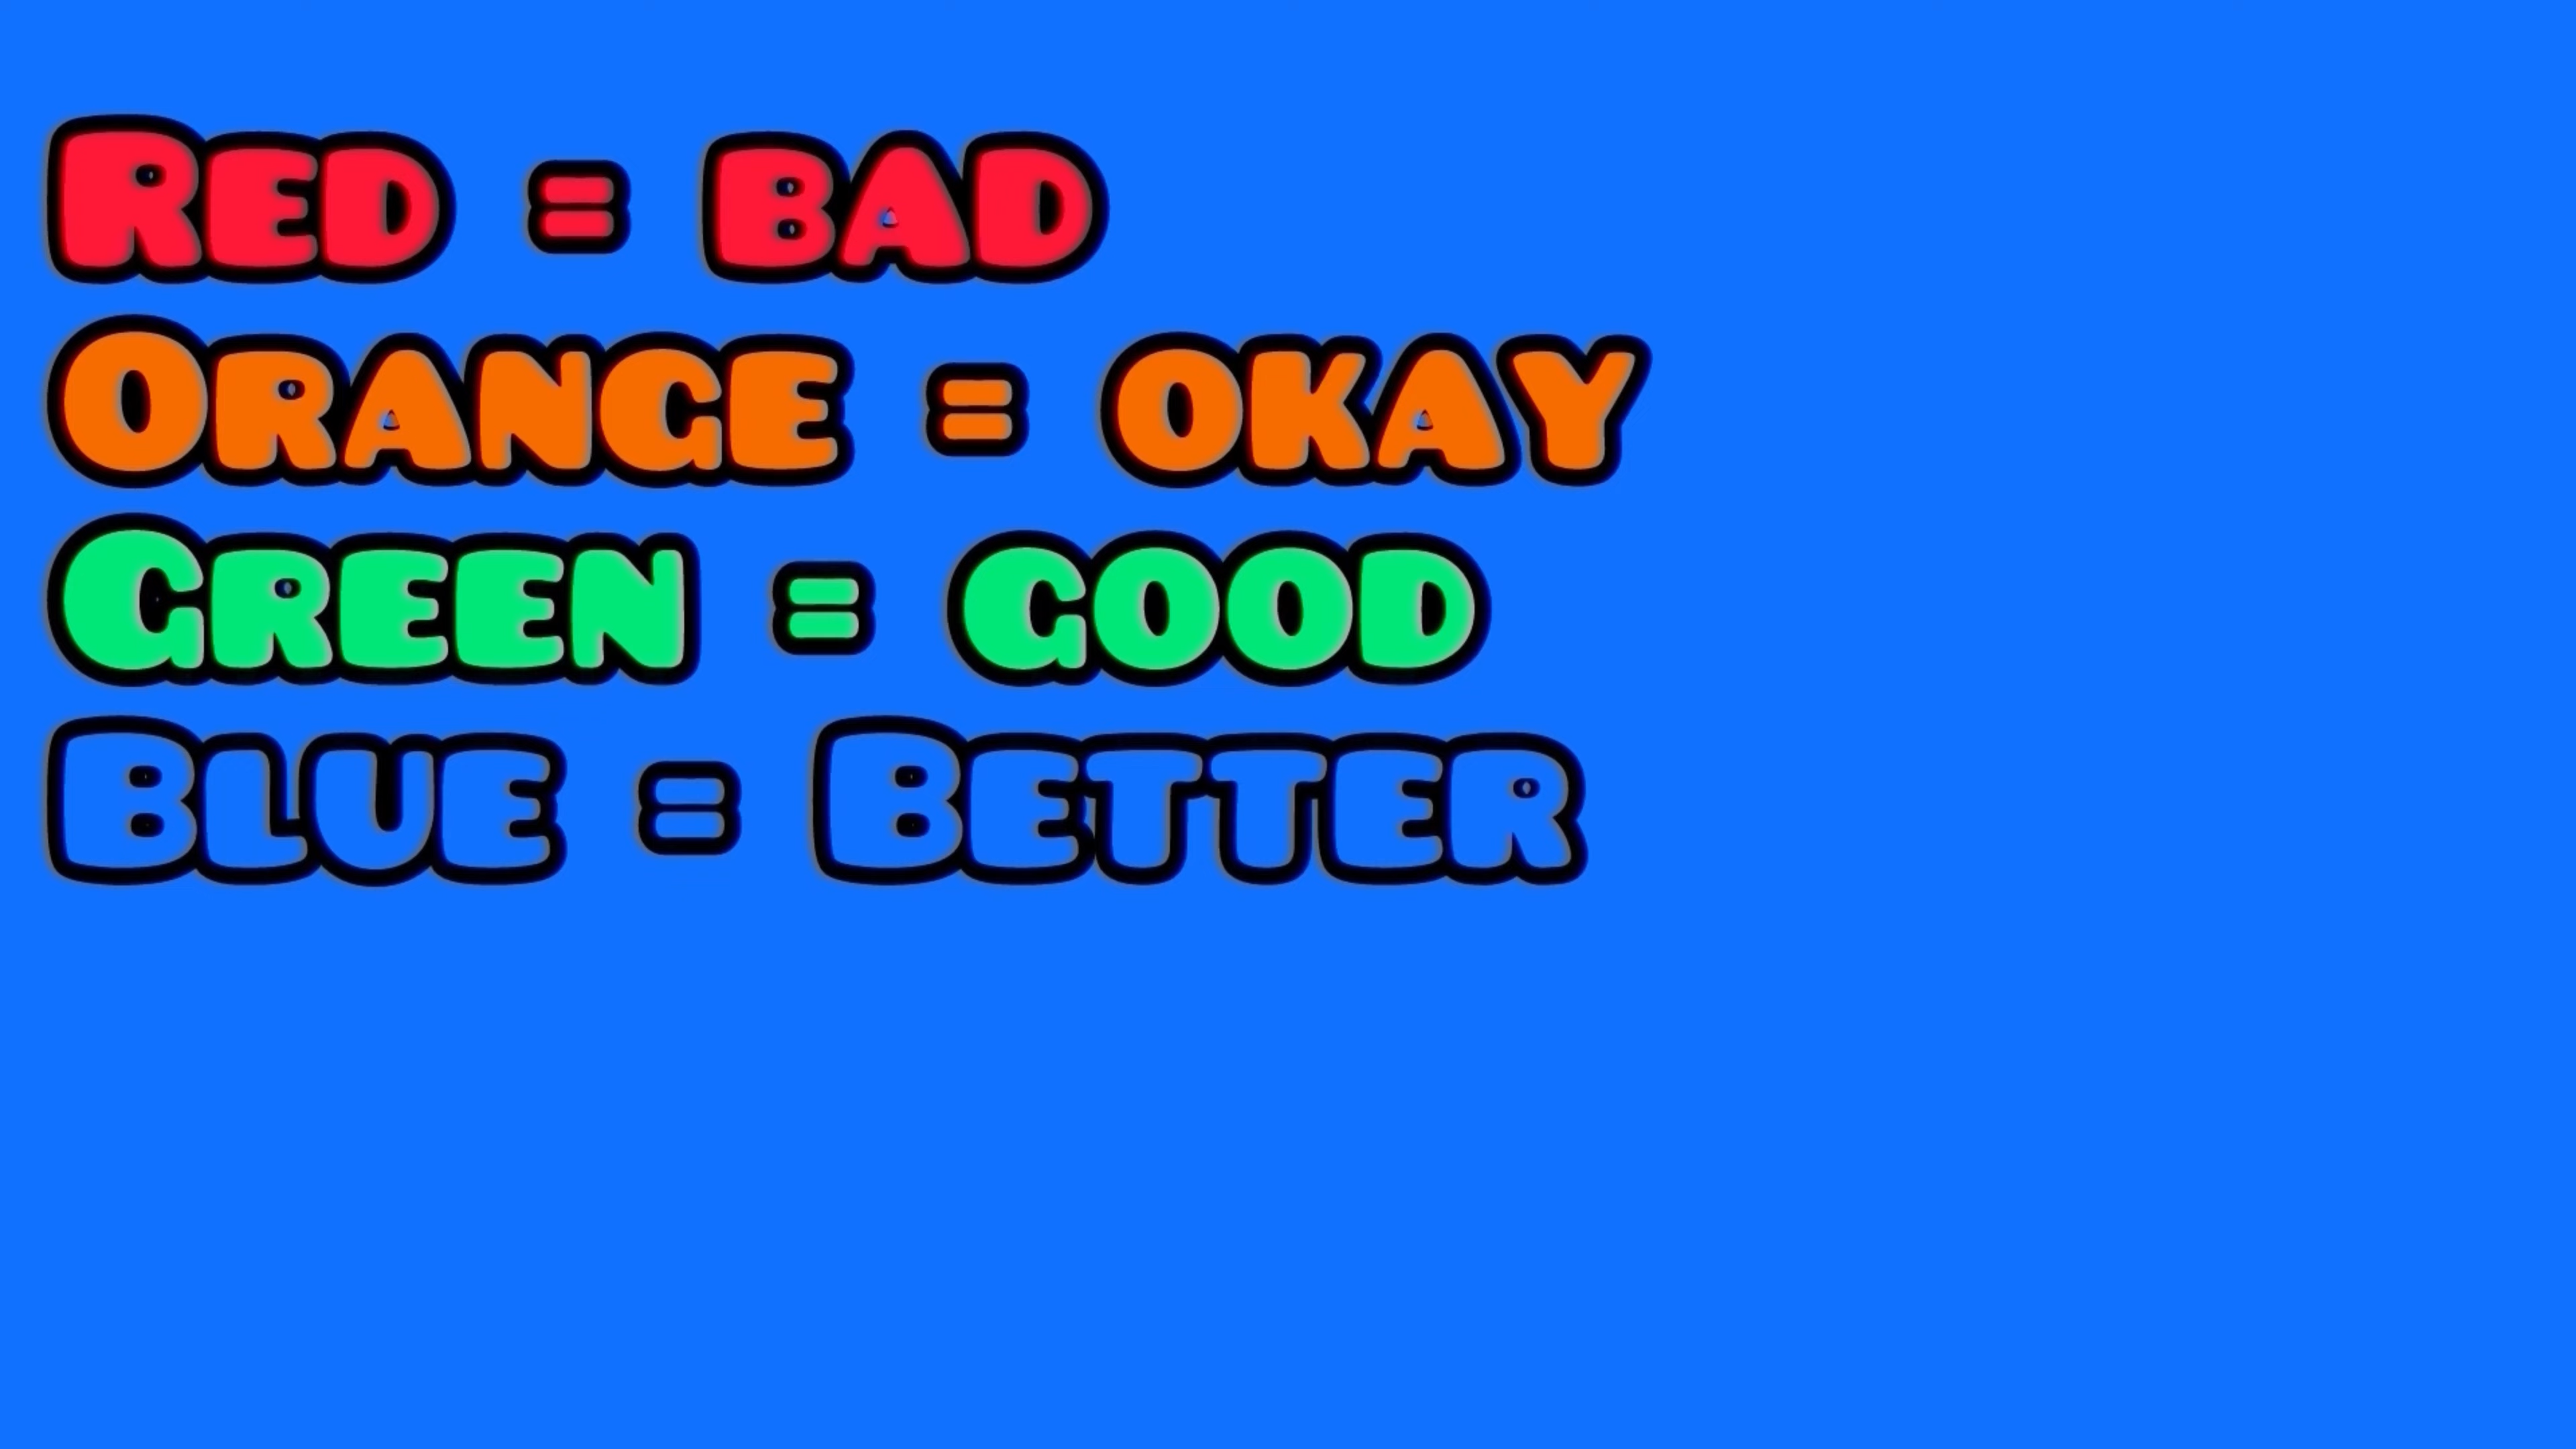 Red = bad
Orange = okay
Green = good
Blue = Better